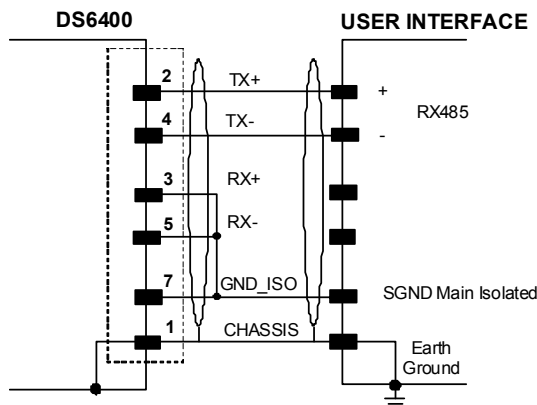 DS6400
USER INTERFACE
2
TX+
+
RX485
4
TX-
-
3
RX+
5
RX-
7
GND_ISO
SGND Main Isolated
1
CHASSIS
Earth
Ground